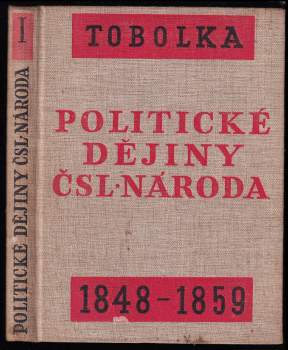 I
POLITICKÉ DĚJINY ČSL·NÁRODA
TOBOLKA
POLITICKÉ
DĚJINY
ČSL·NÁRODA
1848-1859